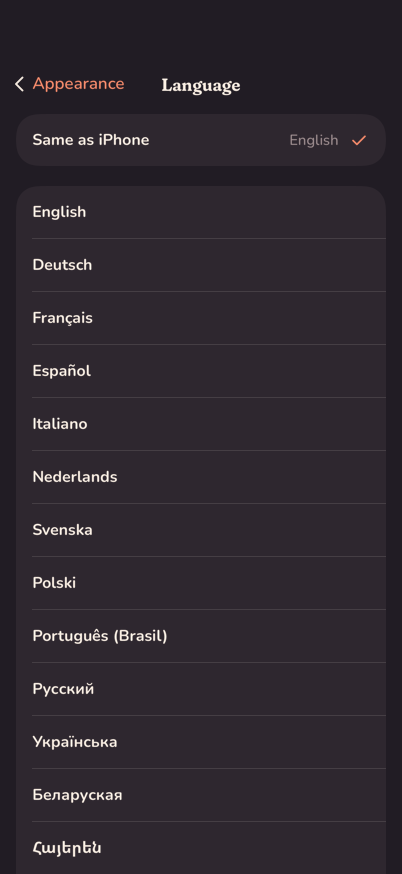 Appearance
Language
Same as iPhone English
English
Deutsch
Français
Español
Italiano
Nederlands
Svenska
Polski
Português (Brasil)
Русский
Українська
Беларуская
Հայերեն